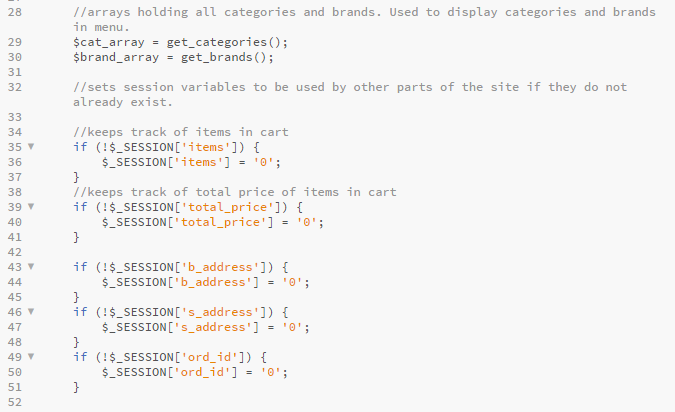 28 //arrays holding all categories and brands. Used to display categories and brands
in menu.
29 $cat_array = get_categories();
30 $brand_array = get_brands();
31
32 //sets session variables to be used by other parts of the site if they do not
already exist.
33
34 //keeps track of items in cart
35 if (!$_SESSION['items']) {
36 $_SESSION['items'] = '0';
37 }
38 //keeps track of total price of items in cart
39 if (!$_SESSION['total_price']) {
40 $_SESSION['total_price'] = '0';
41 }
42
43 if (!$_SESSION['b_address']) {
44 $_SESSION['b_address'] = '0';
45 }
46 if (!$_SESSION['s_address']) {
47 $_SESSION['s_address'] = '0';
48 }
49 if (!$_SESSION['ord_id']) {
50 $_SESSION['ord_id'] = '0';
51 }
52